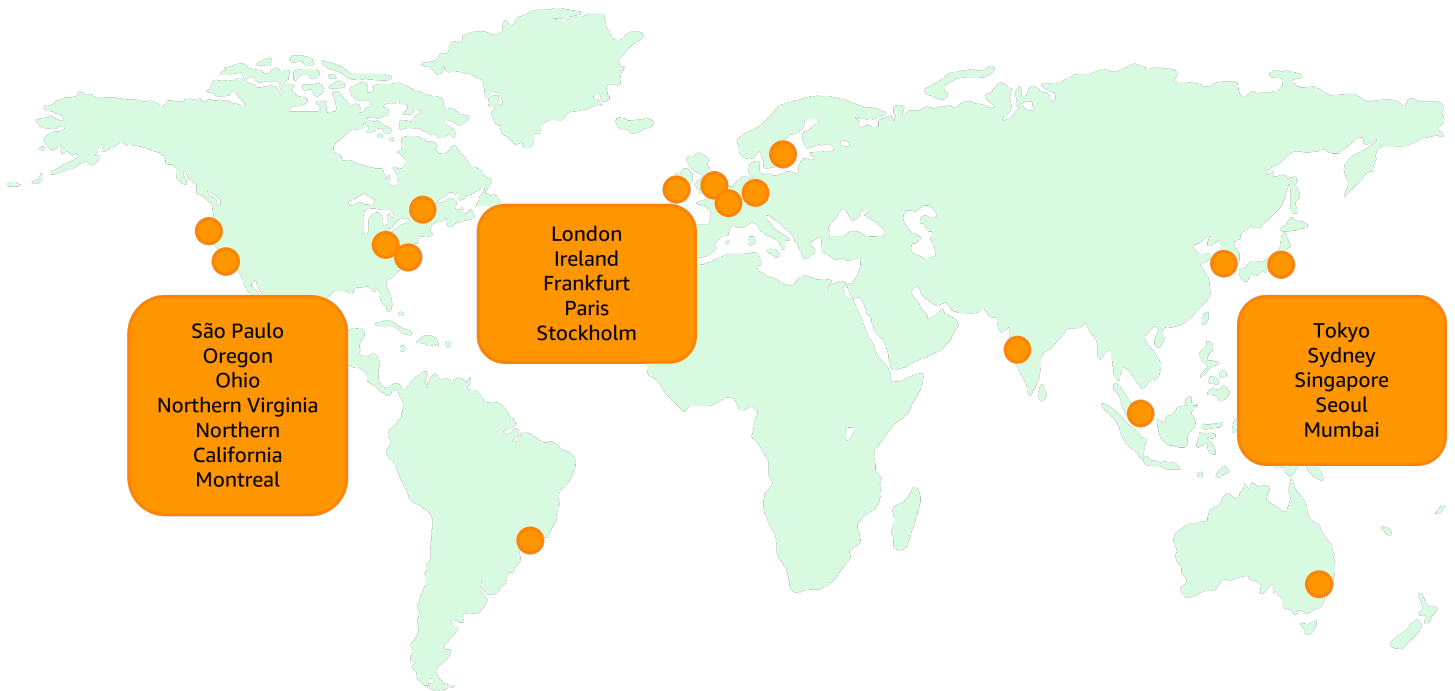 São Paulo
Oregon
Ohio
Northern Virginia
Northern
California
Montreal
London
Ireland
Frankfurt
Paris
Stockholm
Tokyo
Sydney
Singapore
Seoul
Mumbai